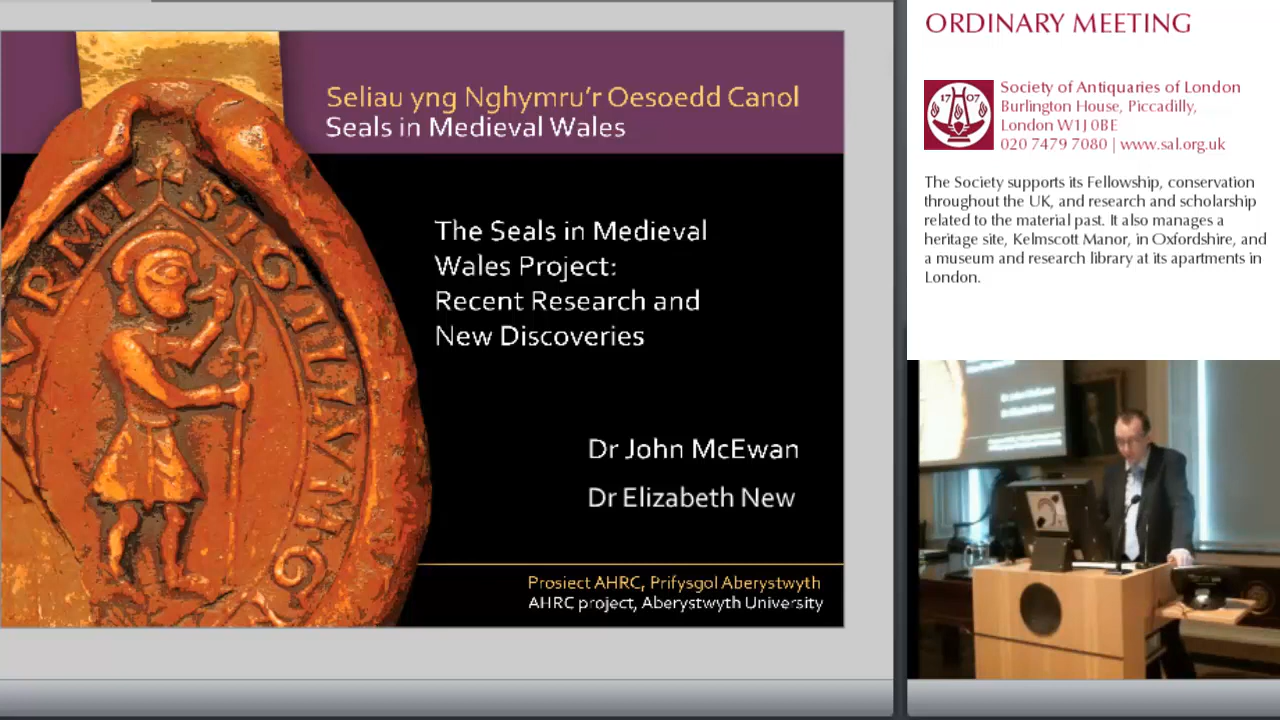 Seliau yng Nghymru'r Oesoedd Canol
Seals in Medieval Wales
The Seals in Medieval
Wales Project:
Recent Research and
New Discoveries
Dr John McEwan
Dr Elizabeth New
Prosiect AHRC, Prifysgol Aberystwyth
AHRC project, Aberystwyth University
ORDINARY MEETING
1707
Society of Antiquaries of London
Burlington House, Piccadilly,
London W1J 0BE
020 7479 7080 | www.sal.org.uk
The Society supports its Fellowship, conservation
throughout the UK, and research and scholarship
related to the material past. It also manages a
heritage site, Kelmscott Manor, in Oxfordshire, and
a museum and research library at its apartments in
London.